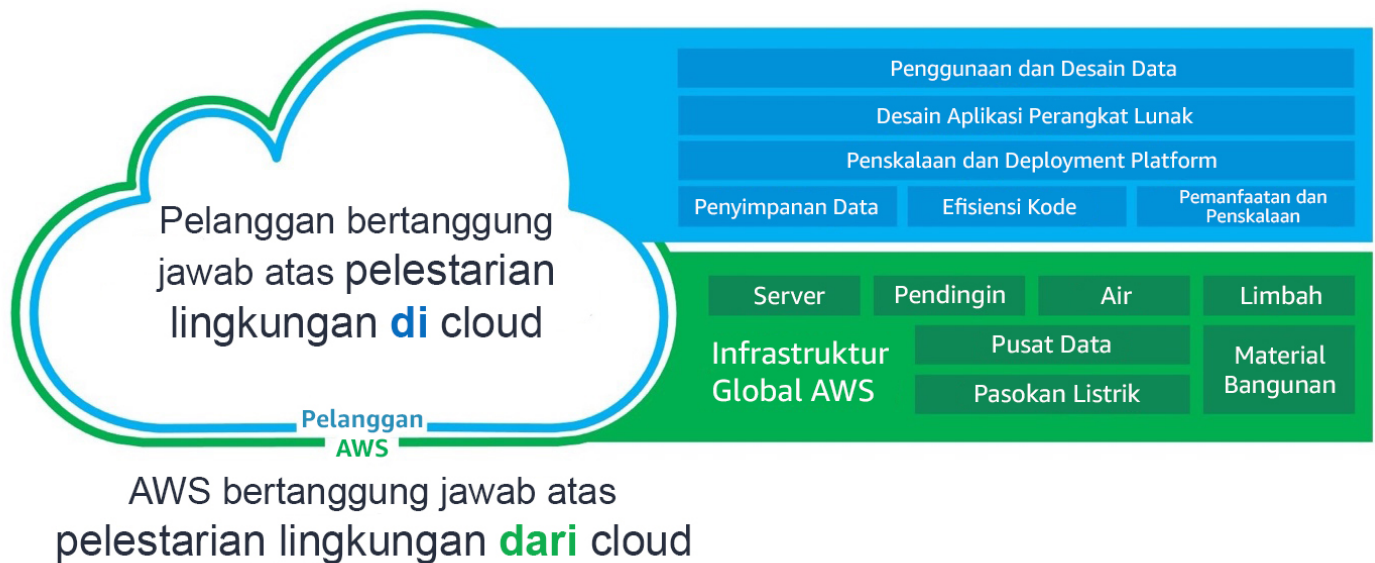 Pelanggan bertanggung
jawab atas pelestarian
lingkungan di cloud
Pelanggan
AWS
AWS bertanggung jawab atas
pelestarian lingkungan dari cloud
Penggunaan dan Desain Data
Desain Aplikasi Perangkat Lunak
Penskalaan dan Deployment Platform
Penyimpanan Data
Efisiensi Kode
Pemanfaatan dan
Penskalaan
Server
Pendingin
Air
Limbah
Infrastruktur
Global AWS
Pusat Data
Pasokan Listrik
Material
Bangunan